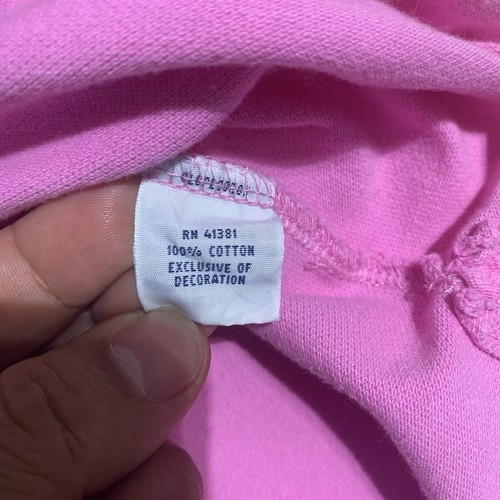 RN 41381
100% COTTON
EXCLUSIVE OF
DECORATION